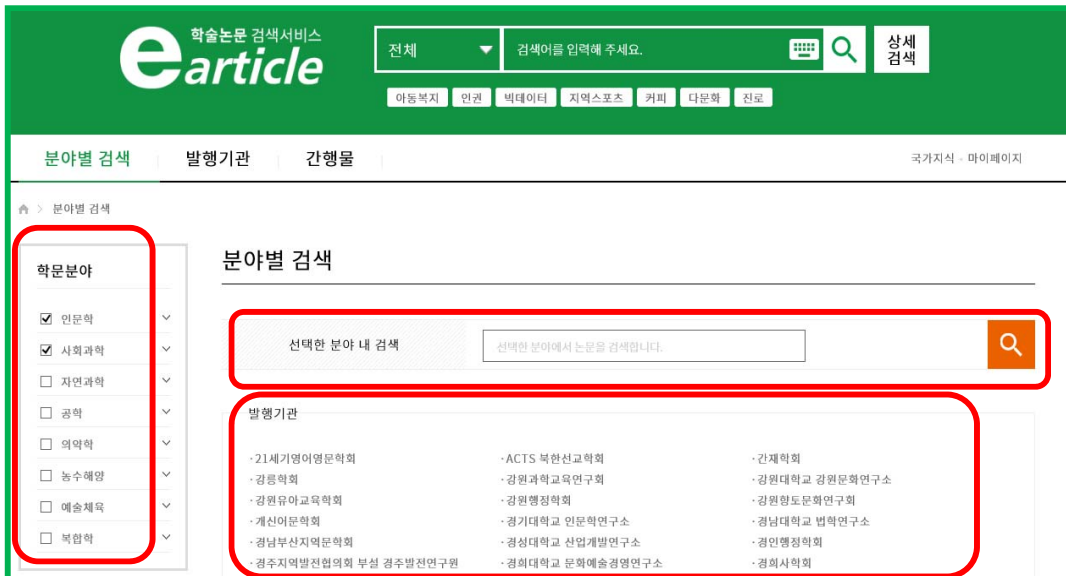 학술논문 검색서비스
earticle
전체
검색어를 입력해 주세요.
상세
검색
아동복지 인권 빅데이터 지역스포츠 커피 다문화 진로
분야별 검색 발행기관 간행물
국가지식 - 마이페이지
> 분야별 검색
학문분야
인문학
사회과학
자연과학
공학
의약학
농수해양
예술체육
복합학
분야별 검색
선택한 분야 내 검색
선택한 분야에서 논문을 검색합니다.
발행기관
·21세기영어영문학회 ·ACTS 북한선교학회 ·간재학회
·강릉학회 ·강원과학교육연구회 ·강원대학교 강원문화연구소
·강원유아교육학회 ·강원행정학회 ·강원향토문화연구회
·개신어문학회 ·경기대학교 인문학연구소 ·경남대학교 법학연구소
·경남부산지역문학회 ·경성대학교 산업개발연구소 ·경인행정학회
·경주지역발전협의회 부설 경주발전연구원 ·경희대학교 문화예술경영연구소 ·경희사학회